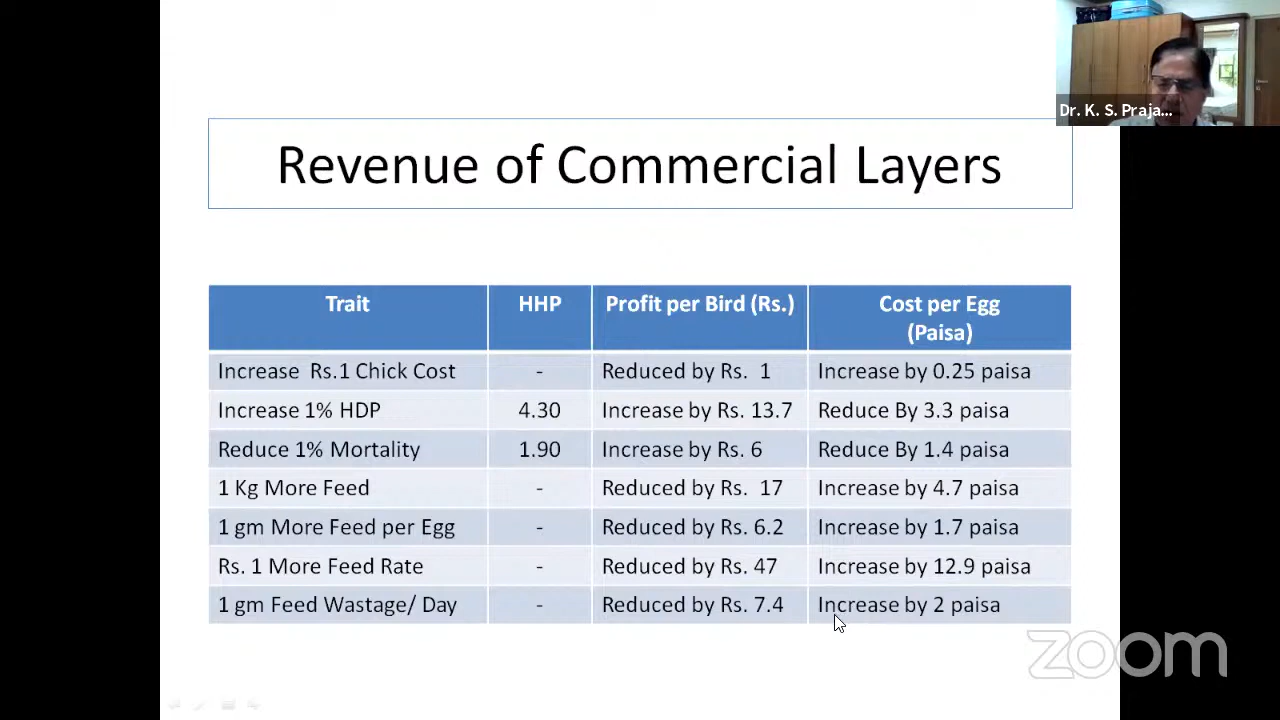 Dr. K. S. Praja...
Revenue of Commercial Layers
Trait HHP Profit per Bird (Rs.) Cost per Egg
(Paisa)
Increase Rs.1 Chick Cost - Reduced by Rs. 1 Increase by 0.25 paisa
Increase 1% HDP 4.30 Increase by Rs. 13.7 Reduce By 3.3 paisa
Reduce 1% Mortality 1.90 Increase by Rs. 6 Reduce By 1.4 paisa
1 Kg More Feed - Reduced by Rs. 17 Increase by 4.7 paisa
1 gm More Feed per Egg - Reduced by Rs. 6.2 Increase by 1.7 paisa
Rs. 1 More Feed Rate - Reduced by Rs. 47 Increase by 12.9 paisa
1 gm Feed Wastage/ Day - Reduced by Rs. 7.4 Increase by 2 paisa
zoom